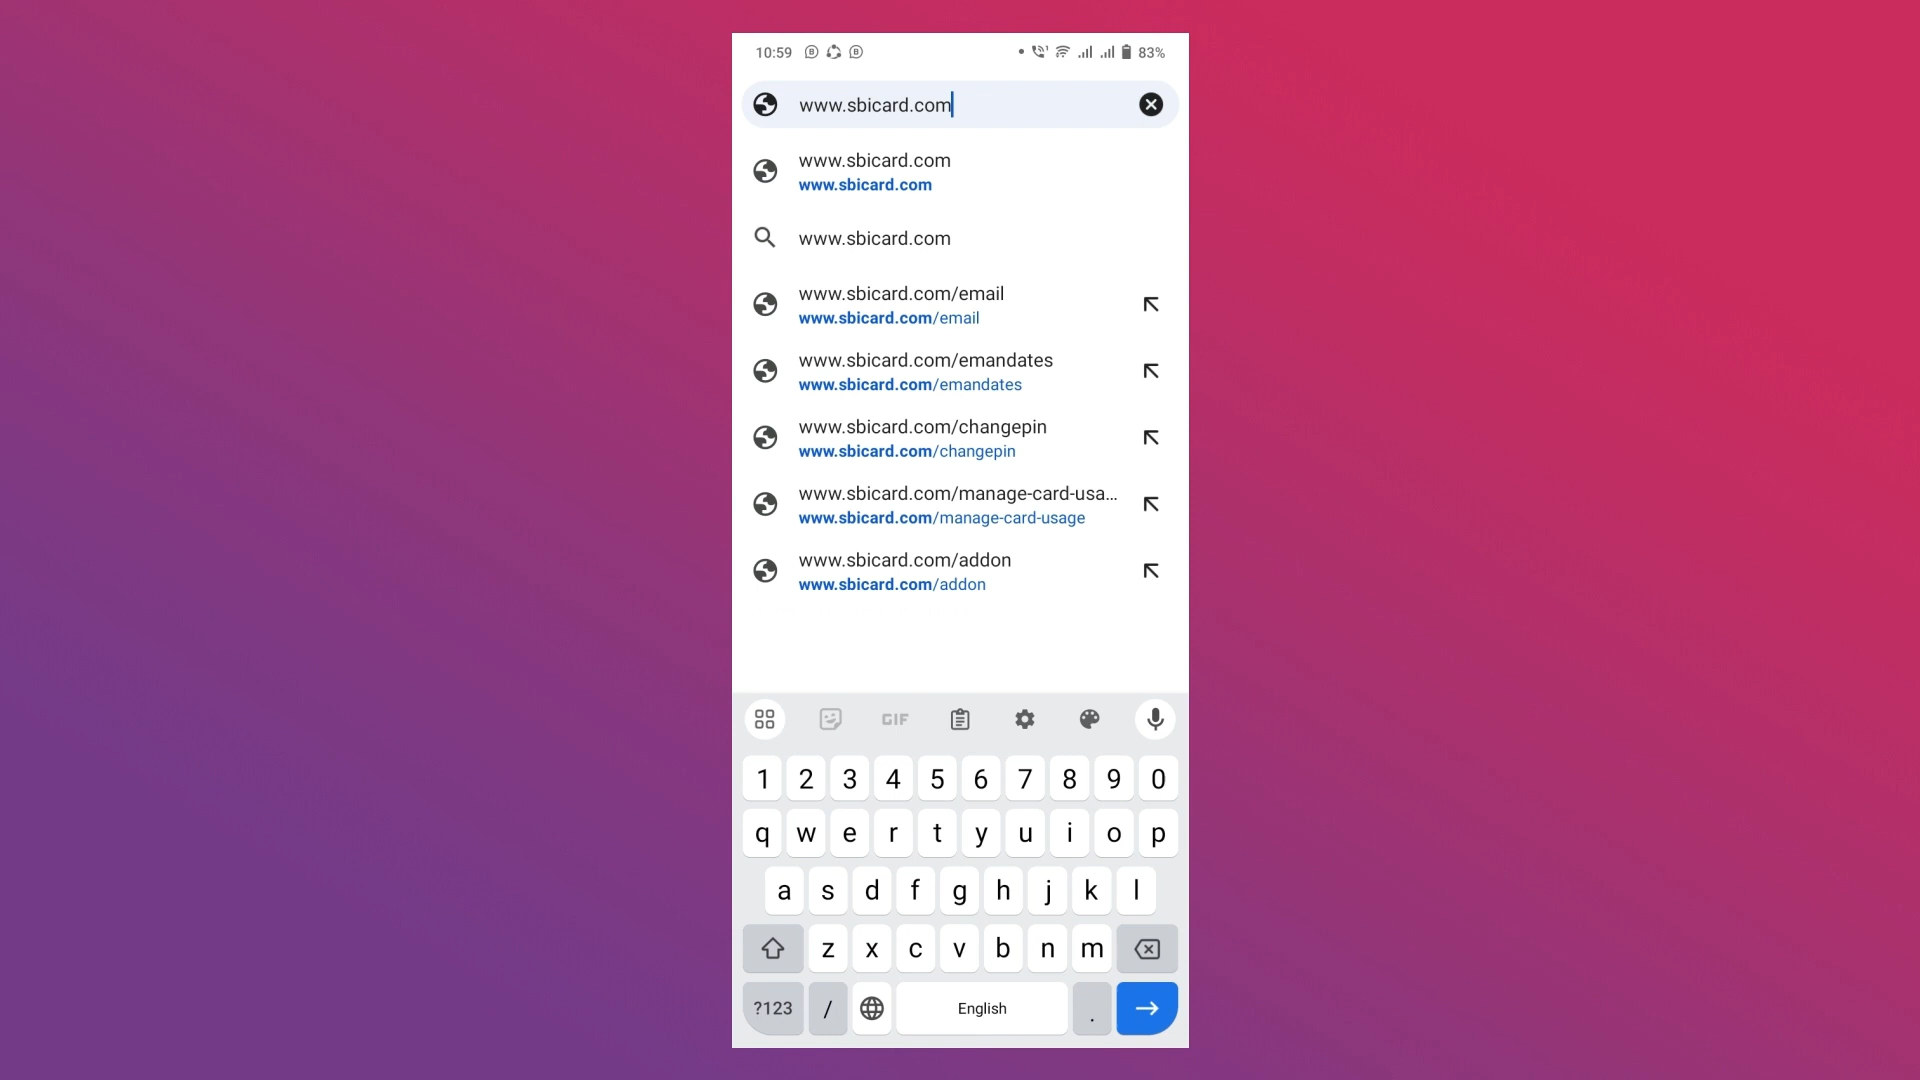 10:59
83%
www.sbicard.com
www.sbicard.com
www.sbicard.com
www.sbicard.com
www.sbicard.com/email
www.sbicard.com/email
www.sbicard.com/emandates
www.sbicard.com/emandates
www.sbicard.com/changepin
www.sbicard.com/changepin
www.sbicard.com/manage-card-usa...
www.sbicard.com/manage-card-usage
www.sbicard.com/addon
www.sbicard.com/addon
GIF
1 2 3 4 5 6 7 8 9 0
q w e r t y u i o p
a s d f g h j k l
z x c v b n m
?123 / English .